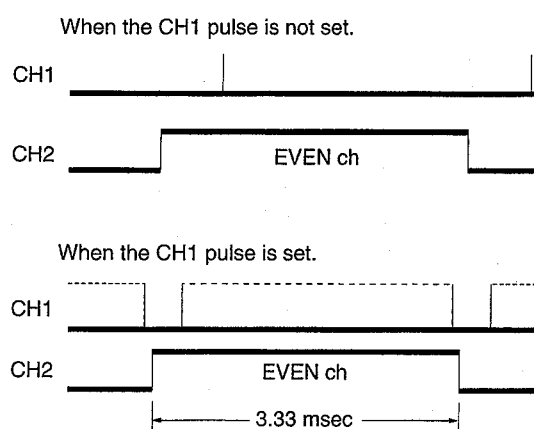 When the CH1 pulse is not set.
CH1
CH2
EVEN ch
When the CH1 pulse is set.
CH1
CH2
EVEN ch
3.33 msec